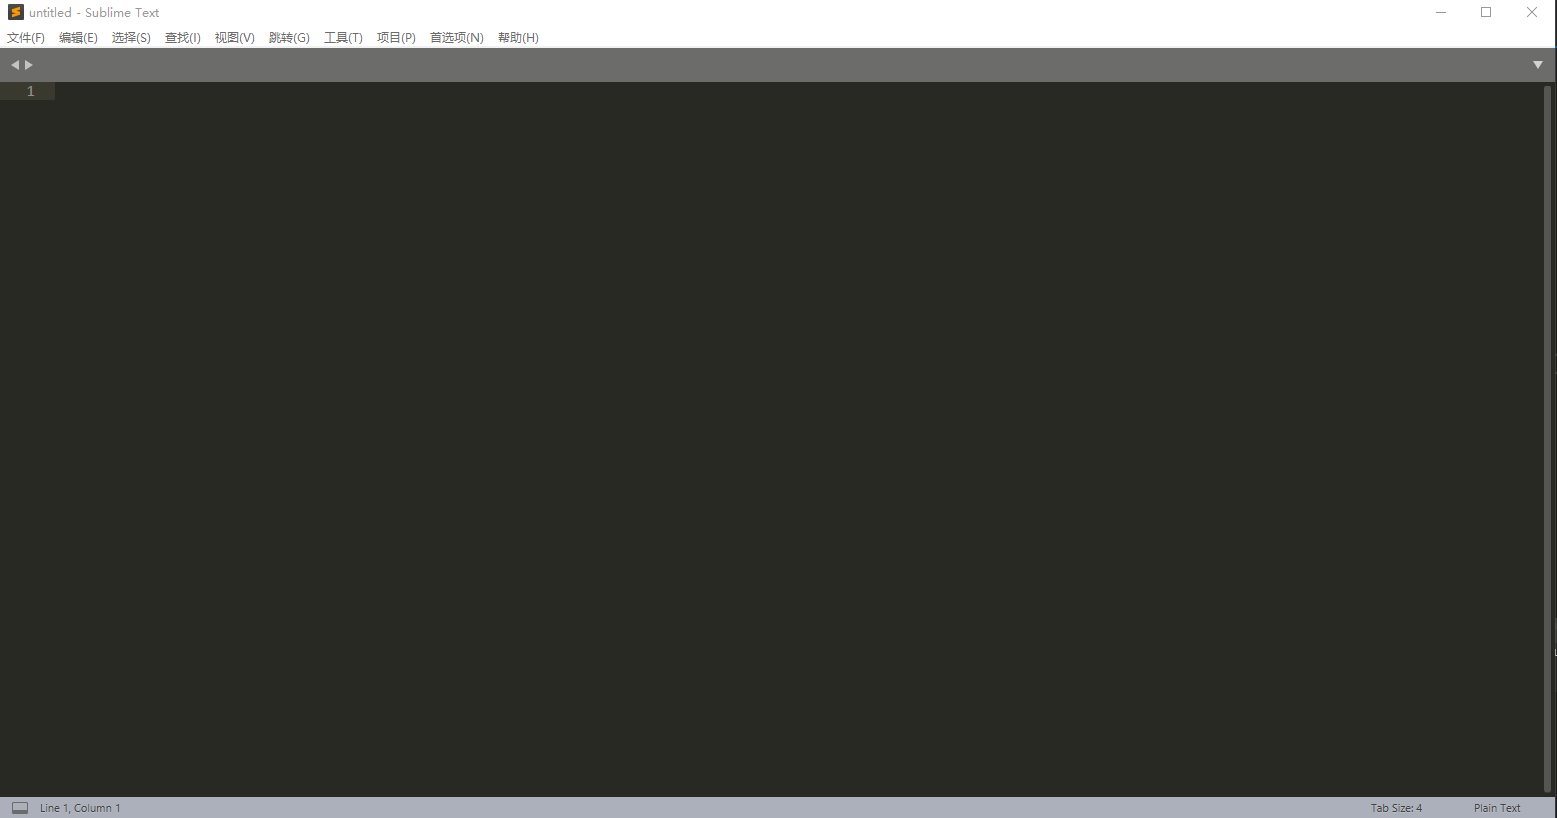 untitled - Sublime Text
文件(F) 编辑(E) 选择(S) 查找(I) 视图(V) 跳转(G) 工具(T) 项目(P) 首选项(N) 帮助(H)
1
Line 1, Column 1 Tab Size: 4 Plain Text